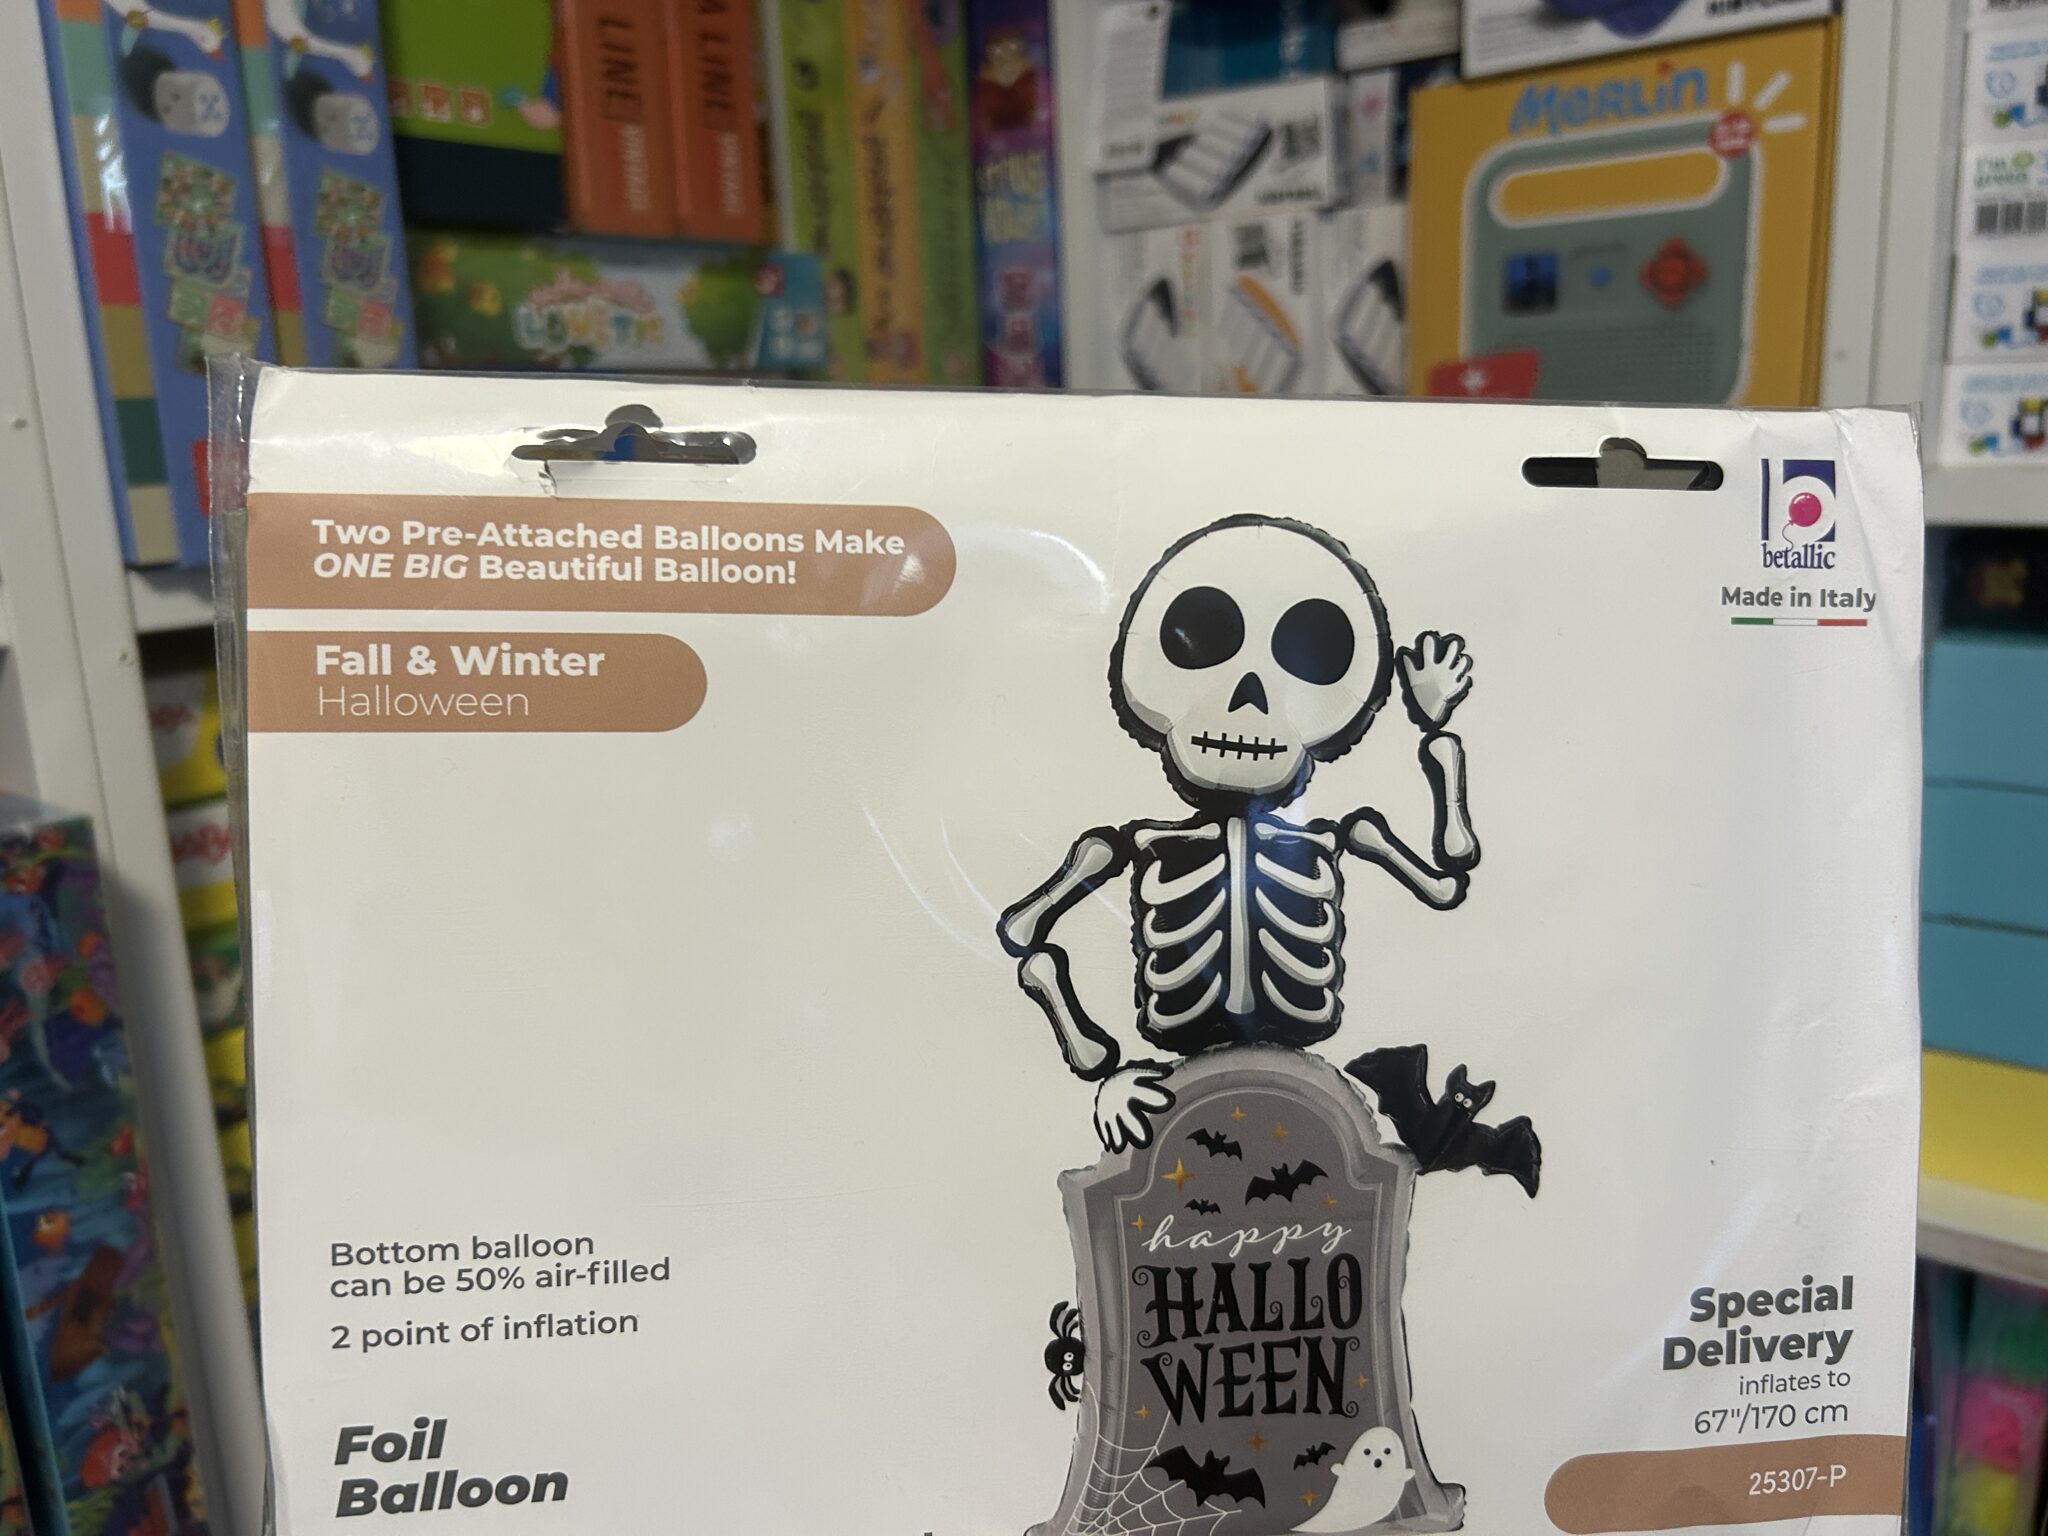 MERLIN
A LINE
LINE
Two Pre-Attached Balloons Make
ONE BIG Beautiful Balloon!
betallic
Made in Italy
Fall & Winter
Halloween
happy
HALLO
WEEN
Bottom balloon
can be 50% air-filled
2 point of inflation
Special
Delivery
inflates to
67"/170 cm
Foil
Balloon
25307-P